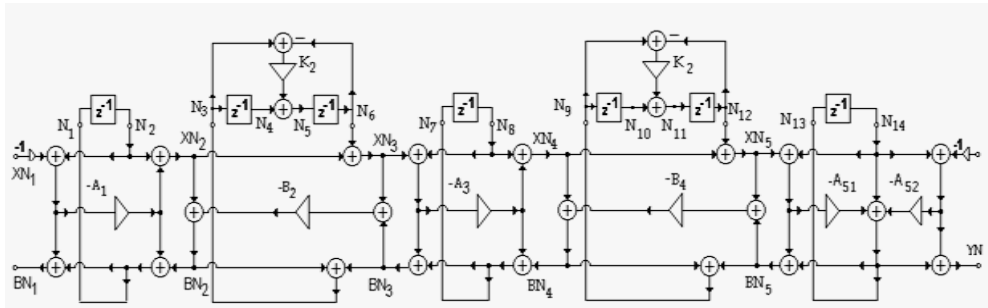 − K₂ − K₂
z⁻¹ z⁻¹ z⁻¹ z⁻¹ z⁻¹ z⁻¹ z⁻¹
N₁ N₂ N₃ N₄ N₅ N₆ N₇ N₈ N₉ N₁₀ N₁₁ N₁₂ N₁₃ N₁₄
-1 XN₁ XN₂ XN₃ XN₄ XN₅ -1
-A₁ -B₂ -A₃ -B₄ -A₅₁ -A₅₂
BN₁ BN₂ BN₃ BN₄ BN₅ YN